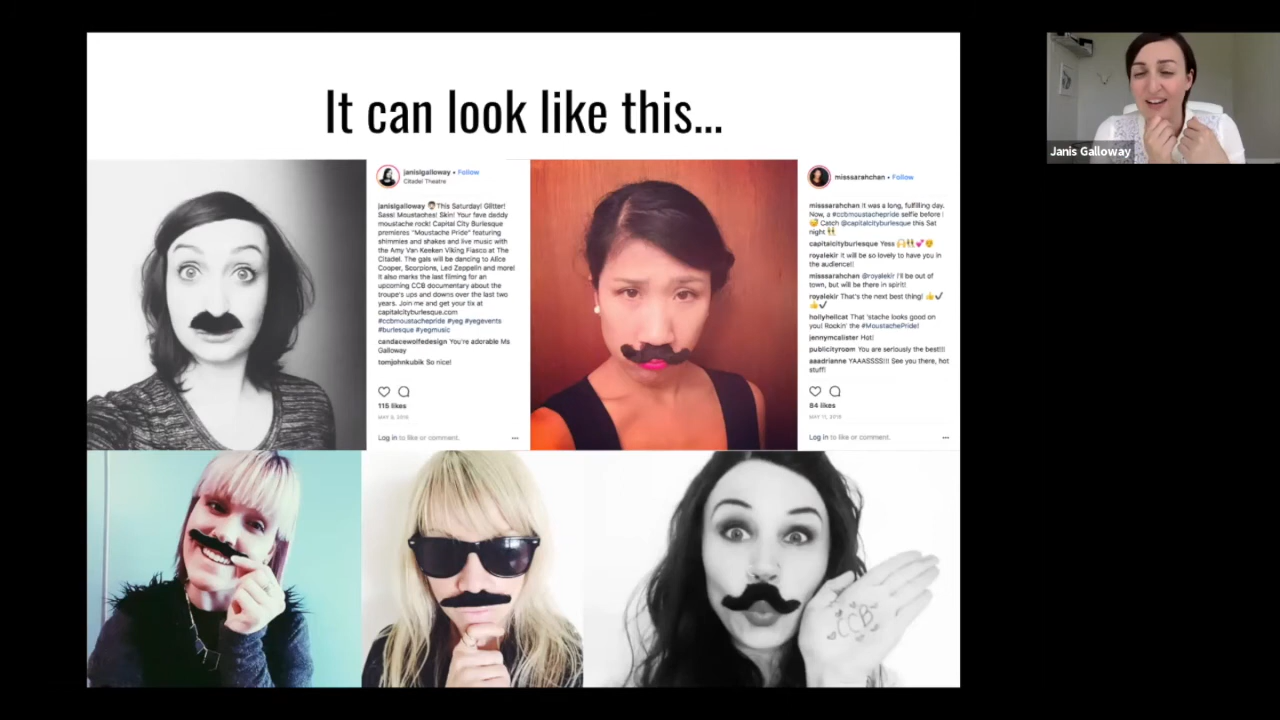 It can look like this...
Janis Galloway
janisigalloway • Follow
Citadel Theatre
janisigalloway 👩🏻This Saturday! Glitter!
Sass! Moustaches! Skin! Your fave daddy
moustache rock! Capital City Burlesque
premieres "Moustache Pride" featuring
shimmies and shakes and live music with
the Amy Van Keeken Viking Fiasco at The
Citadel. The gals will be dancing to Alice
Cooper, Scorpions, Led Zeppelin and more!
It also marks the last filming for an
upcoming CCB documentary about the
troupe's ups and downs over the last two
years. Join me and get your tix at
capitalcityburlesque.com
#ccbmoustachepride #yeg #yegevents
#burlesque #yegmusic
candacewolfedesign You're adorable Ms
Galloway
tomjohnkubik So nice!
115 likes
Log in to like or comment.
misssarahchan • Follow
misssarahchan It was a long, fulfilling day.
Now, a #ccbmoustachepride selfie before I
😴 Catch @capitalcityburlesque this Sat
night 👯
capitalcityburlesque Yess 🙌👯💕😍
royalekir It will be so lovely to have you in
the audience!!
misssarahchan @royalekir I'll be out of
town, but will be there in spirit!
royalekir That's the next best thing! 👍✔
👍✔
hollyhellcat That 'stache looks good on
you! Rockin' the #MoustachePride!
jennymcalister Hot!
publicityroom You are seriously the best!!!
aaadrianne YAAASSSS!!! See you there, hot
stuff!
84 likes
Log in to like or comment.
CCB